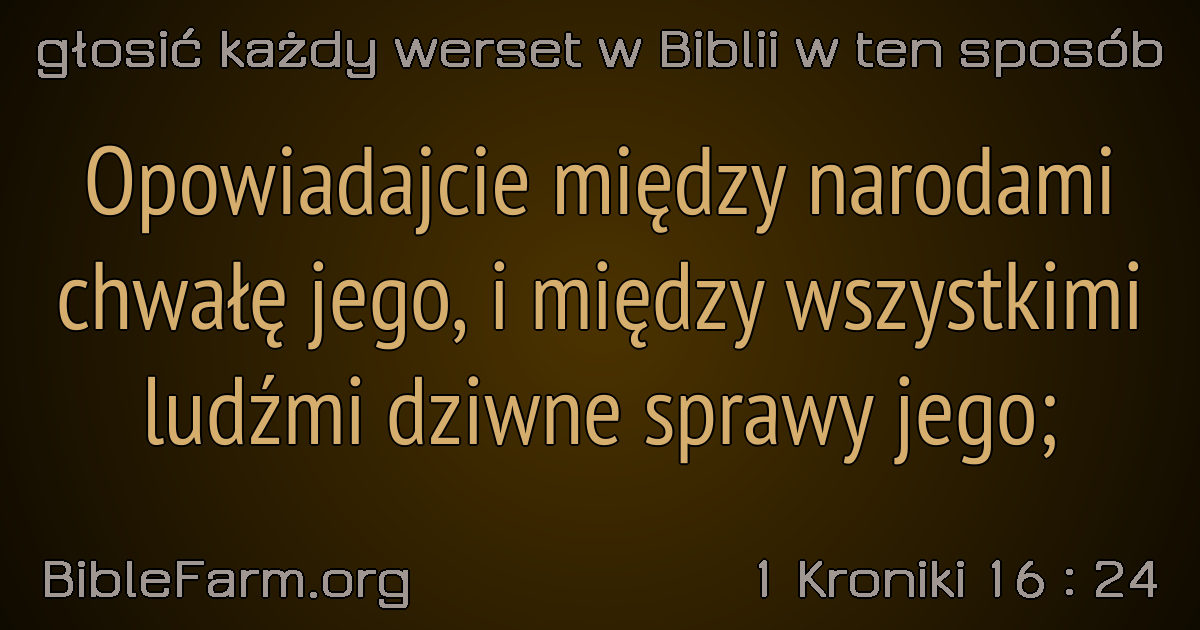 głosić każdy werset w Biblii w ten sposób
Opowiadajcie między narodami
chwałę jego, i między wszystkimi
ludźmi dziwne sprawy jego;
BibleFarm.org
1 Kroniki 16 : 24